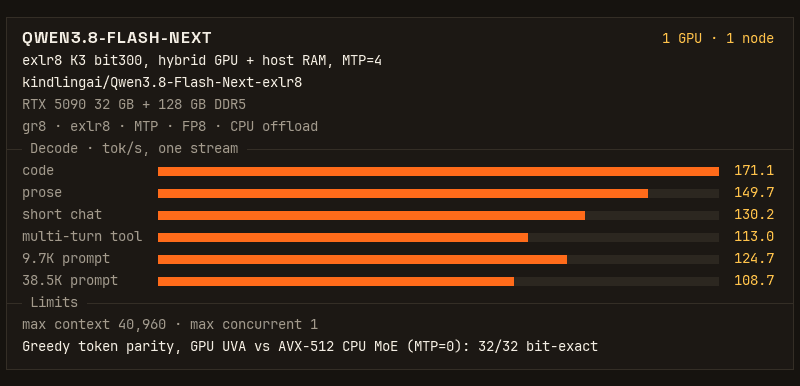 QWEN3.8-FLASH-NEXT
1 GPU · 1 node
exlr8 K3 bit300, hybrid GPU + host RAM, MTP=4
kindlingai/Qwen3.8-Flash-Next-exlr8
RTX 5090 32 GB + 128 GB DDR5
gr8 · exlr8 · MTP · FP8 · CPU offload
Decode · tok/s, one stream
code 171.1
prose 149.7
short chat 130.2
multi-turn tool 113.0
9.7K prompt 124.7
38.5K prompt 108.7
Limits
max context 40,960 · max concurrent 1
Greedy token parity, GPU UVA vs AVX-512 CPU MoE (MTP=0): 32/32 bit-exact